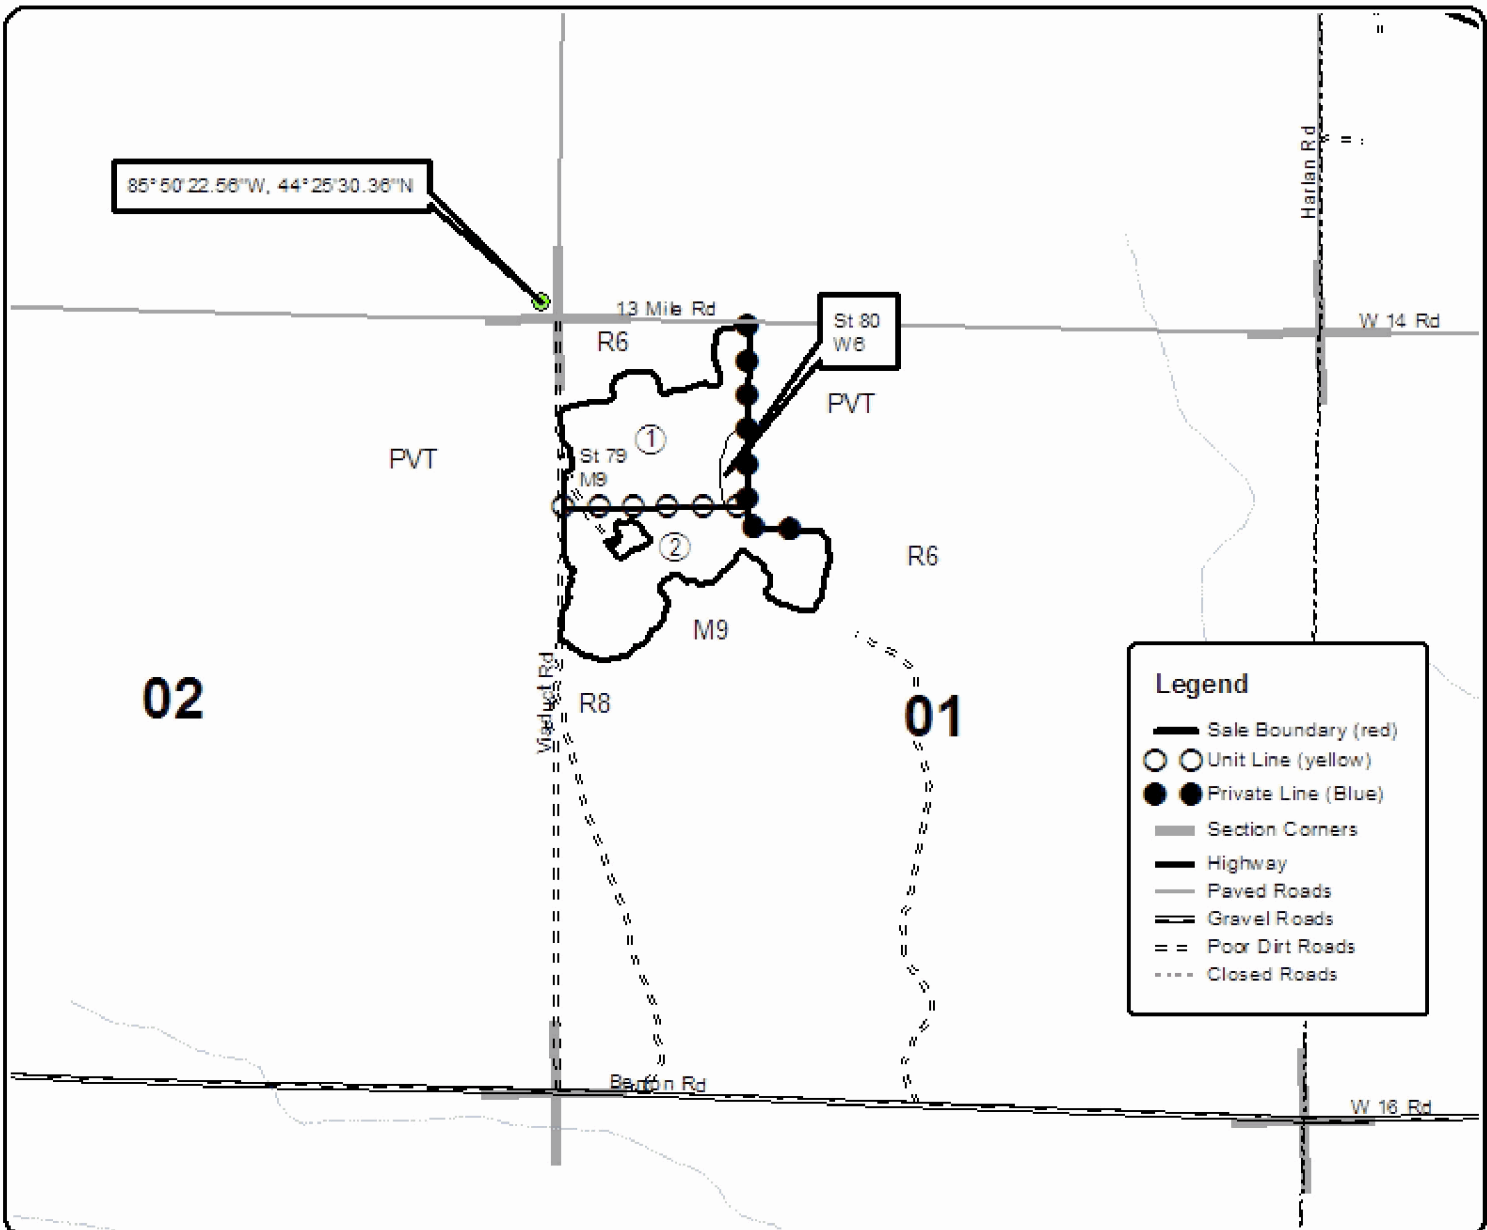 Harlan Rd
85°50'22.56"W, 44°25'30.36"N
13 Mile Rd
St 80
W6
W 14 Rd
R6
PVT
1
PVT
St 79
M9
2
R6
M9
02
Viaduct Rd
R8
01
Legend
Sale Boundary (red)
Unit Line (yellow)
Private Line (Blue)
Section Corners
Highway
Paved Roads
Gravel Roads
Poor Dirt Roads
Closed Roads
Rd
W 16 Rd